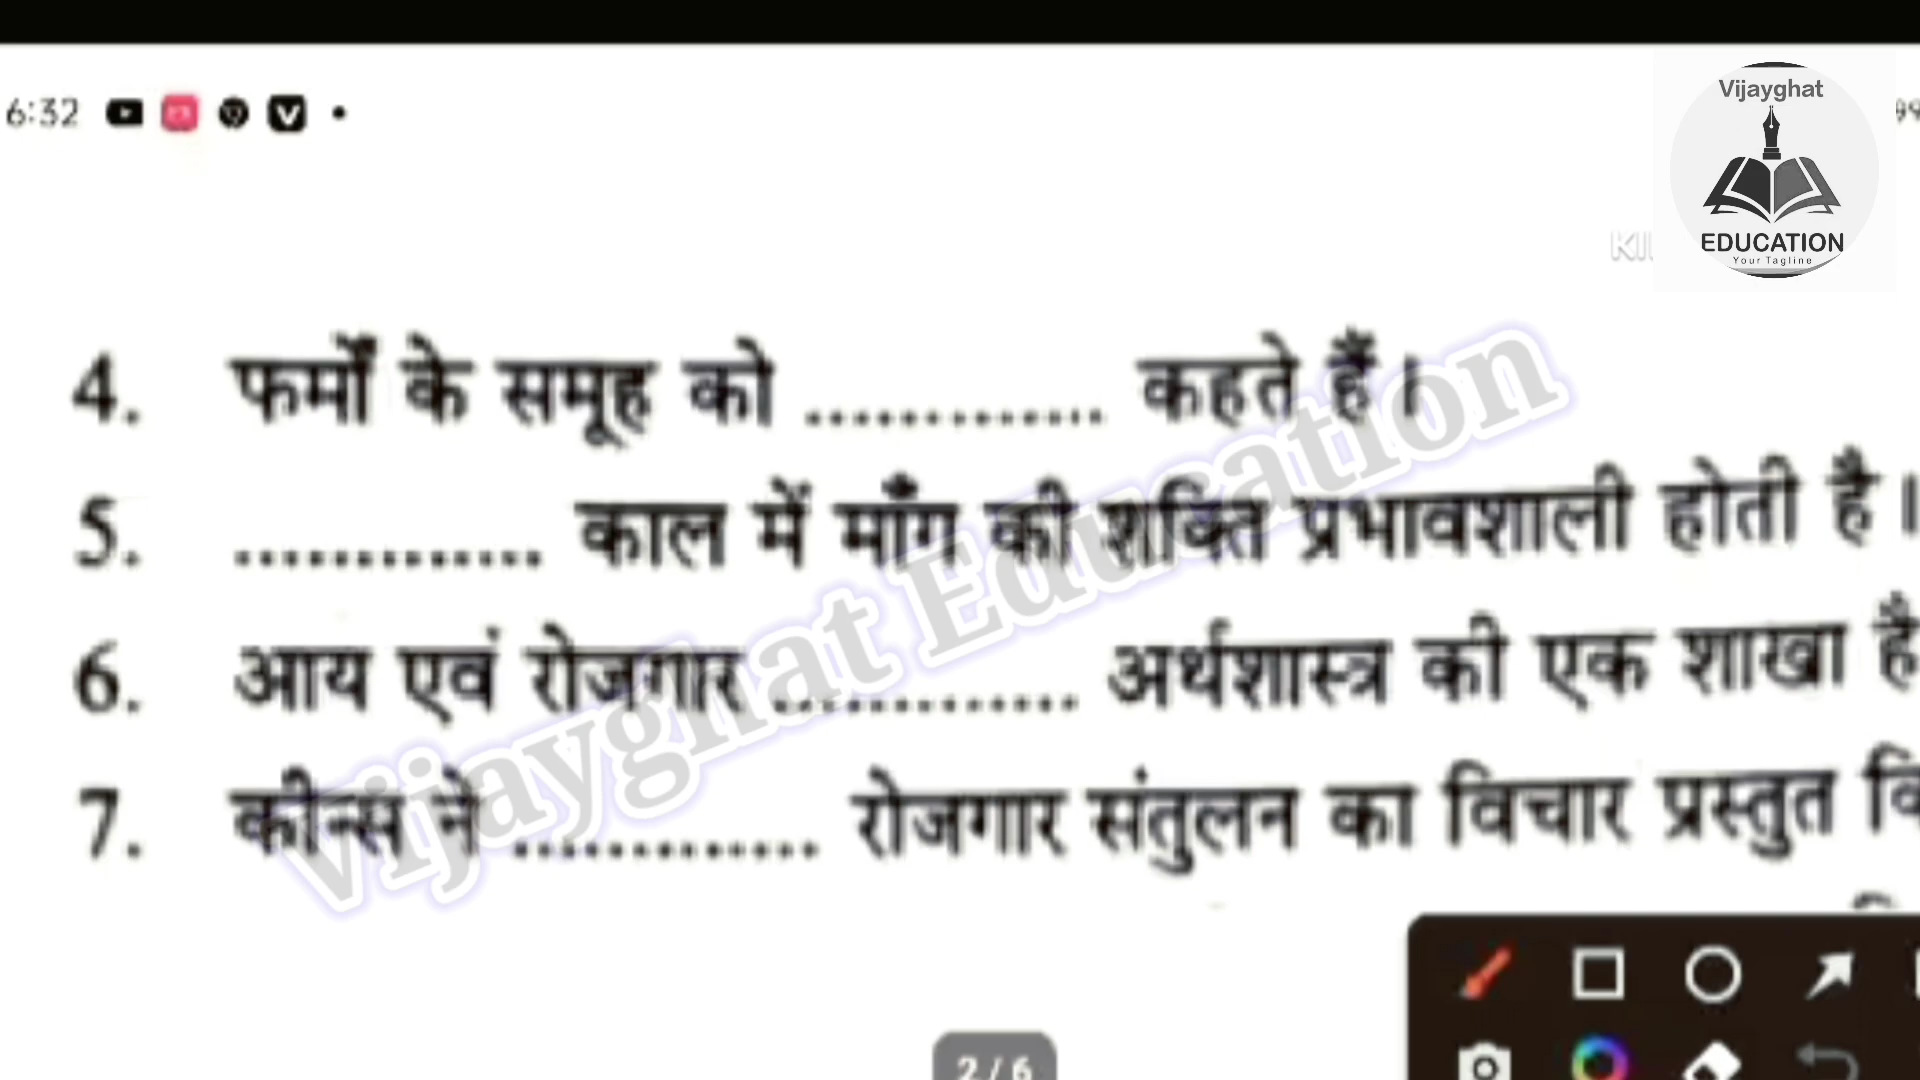 6:32
Vijayghat
EDUCATION
Your Tagline
4. फर्मों के समूह को ............. कहते हैं।
5. ............. काल में माँग की शक्ति प्रभावशाली होती है।
6. आय एवं रोजगार ............. अर्थशास्त्र की एक शाखा है
7. कीन्स ने ............. रोजगार संतुलन का विचार प्रस्तुत
Vijayghat Education
2 / 6